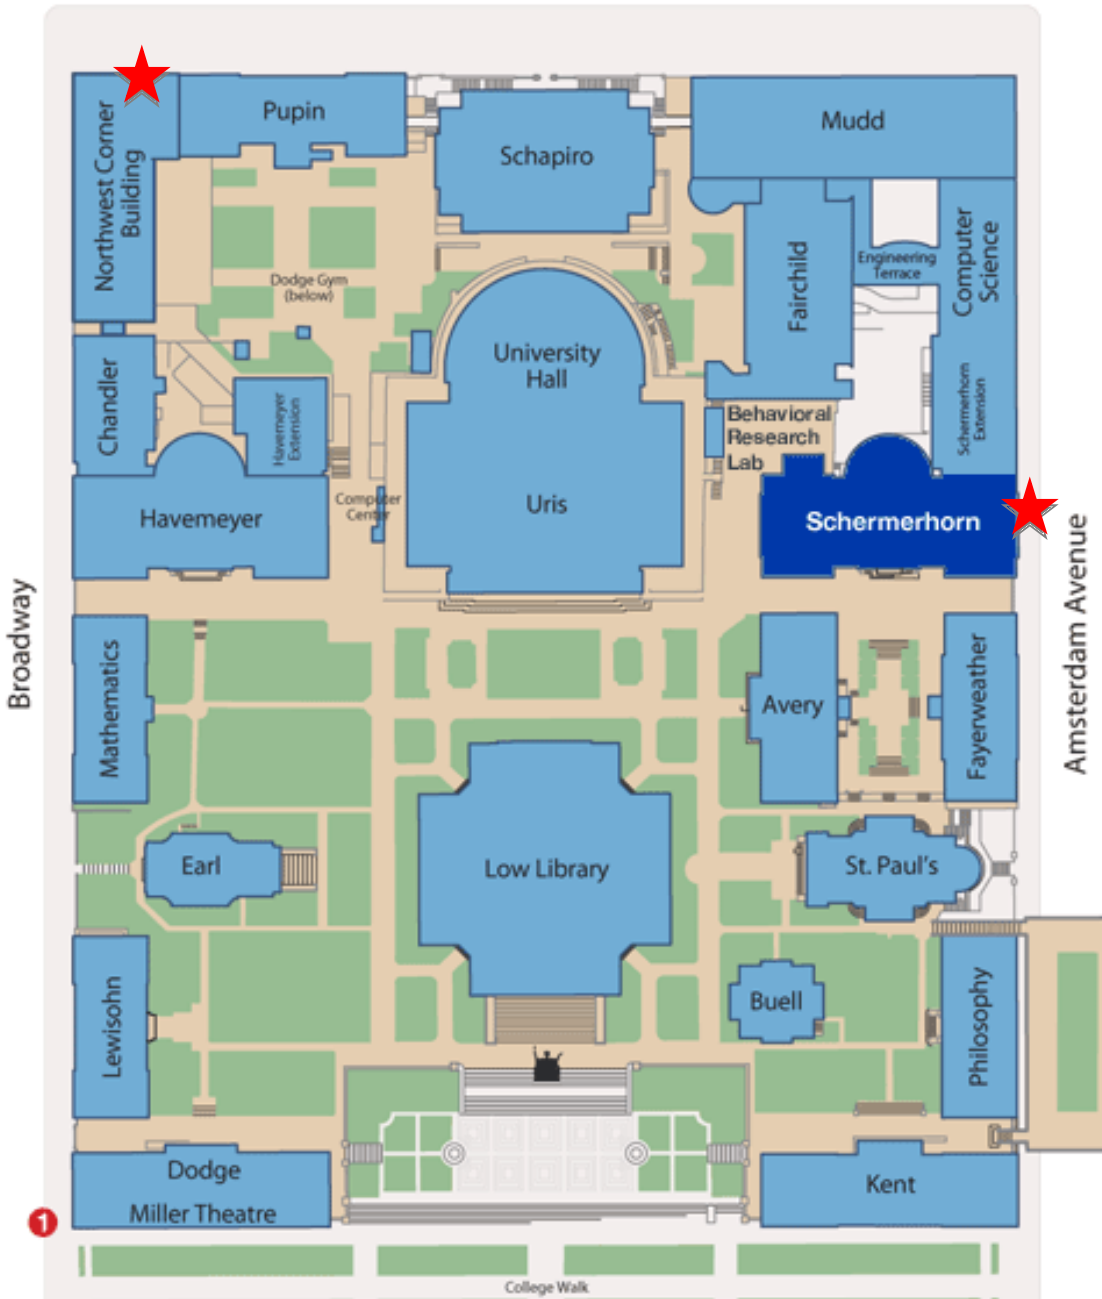 Pupin
Mudd
Northwest Corner
Building
Schapiro
Computer
Science
Fairchild
Engineering
Terrace
Dodge Gym
(below)
University
Hall
Chandler
Havemeyer
Extension
Behavioral
Research
Lab
Schermerhorn
Extension
Computer
Center
Uris
Havemeyer
Schermerhorn
Broadway
Amsterdam Avenue
Mathematics
Avery
Fayerweather
Earl
Low Library
St. Paul's
Lewisohn
Buell
Philosophy
Dodge
Miller Theatre
Kent
1
College Walk